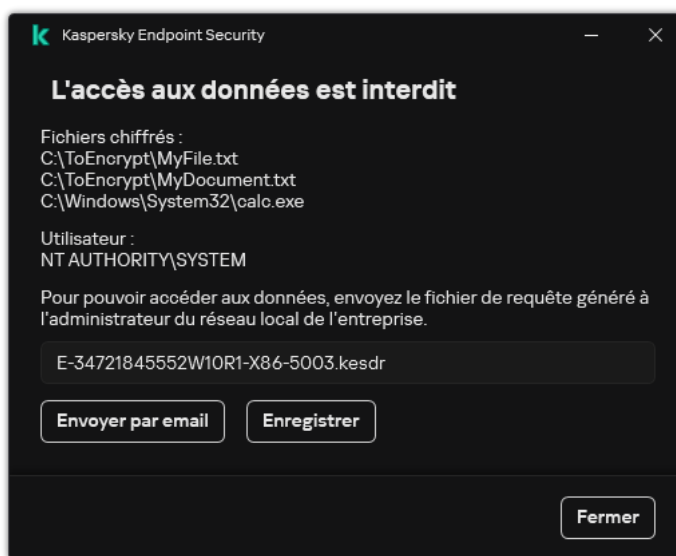 Kaspersky Endpoint Security
L'accès aux données est interdit
Fichiers chiffrés :
C:\ToEncrypt\MyFile.txt
C:\ToEncrypt\MyDocument.txt
C:\Windows\System32\calc.exe
Utilisateur :
NT AUTHORITY\SYSTEM
Pour pouvoir accéder aux données, envoyez le fichier de requête généré à
l'administrateur du réseau local de l'entreprise.
E-34721845552W10R1-X86-5003.kesdr
Envoyer par email
Enregistrer
Fermer